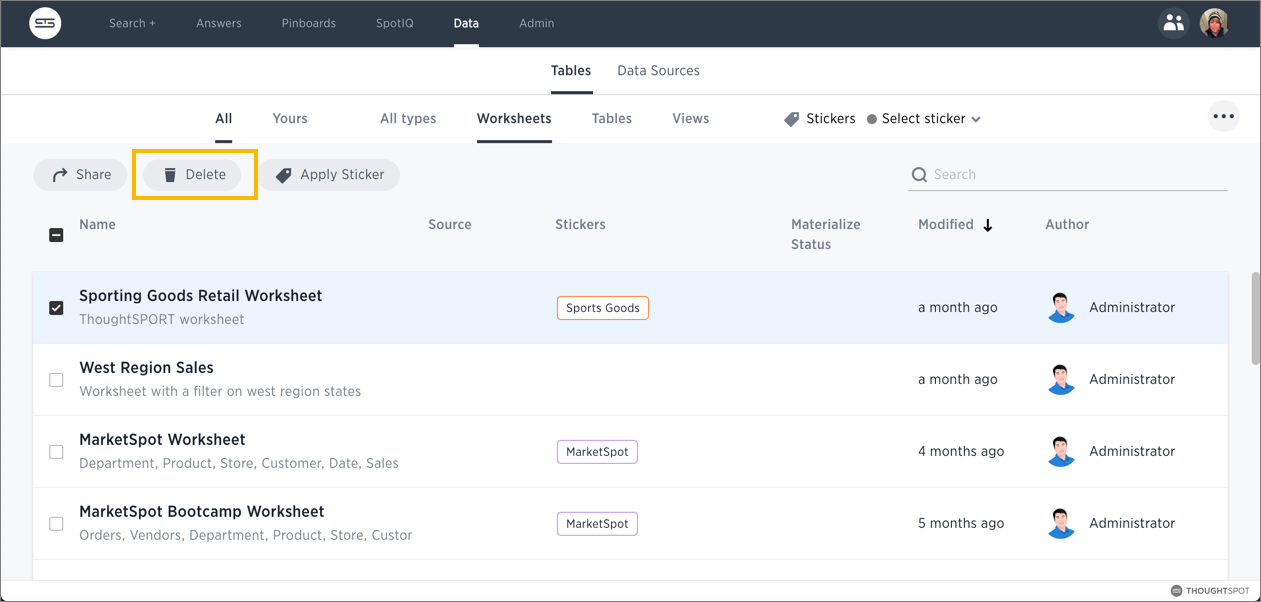 Search + Answers Pinboards SpotIQ Data Admin
Tables Data Sources
All Yours All types Worksheets Tables Views Stickers Select sticker
Share Delete Apply Sticker Search
Name Source Stickers Materialize Status Modified Author
Sporting Goods Retail Worksheet
ThoughtSPORT worksheet
Sports Goods a month ago Administrator
West Region Sales
Worksheet with a filter on west region states
a month ago Administrator
MarketSpot Worksheet
Department, Product, Store, Customer, Date, Sales
MarketSpot 4 months ago Administrator
MarketSpot Bootcamp Worksheet
Orders, Vendors, Department, Product, Store, Custor
MarketSpot 5 months ago Administrator
THOUGHTSPOT